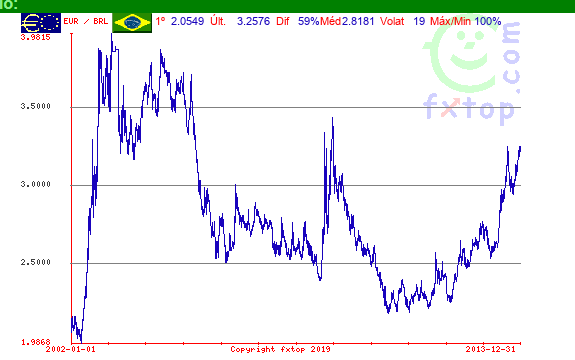 io:
EUR / BRL 1º 2.0549 Últ. 3.2576 Dif 59% Méd 2.8181 Volat 19 Máx/Min 100%
3.9815
fxtop.com
3.5000
3.0000
2.5000
1.9868
2002-01-01 Copyright fxtop 2019 2013-12-31